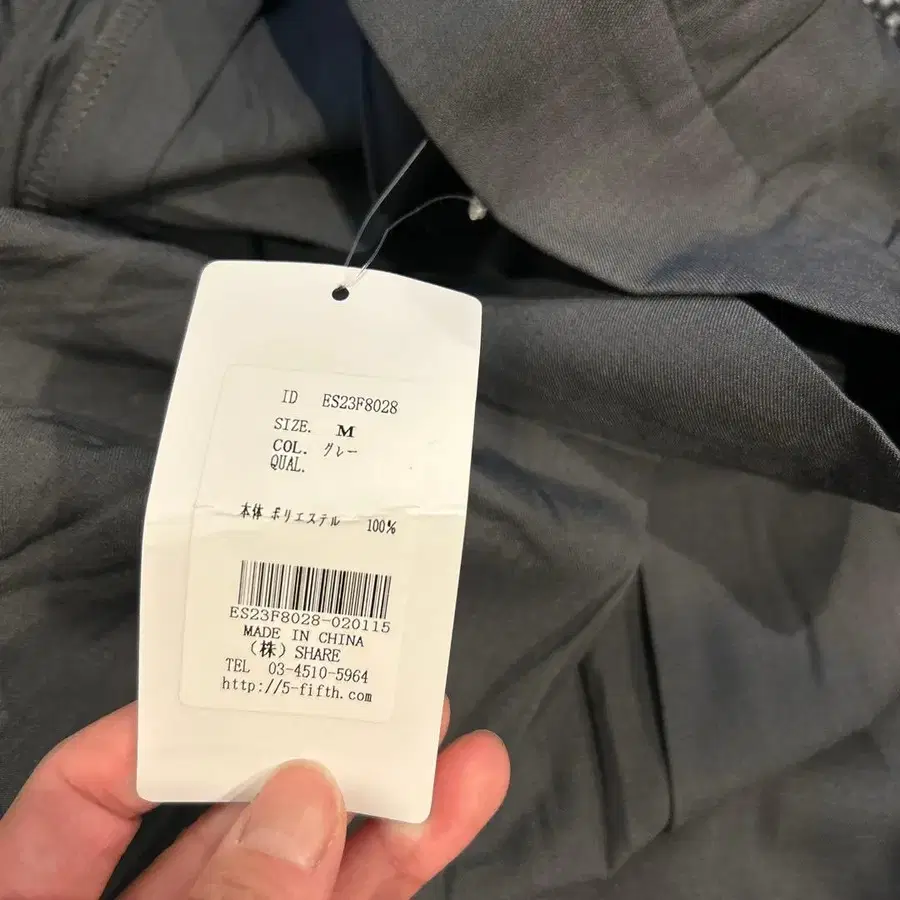 ID ES23F8028
SIZE. M
COL. グレー
QUAL.
本体 ポリエステル 100%
ES23F8028-020115
MADE IN CHINA
(株) SHARE
TEL 03-4510-5964
http://5-fifth.com